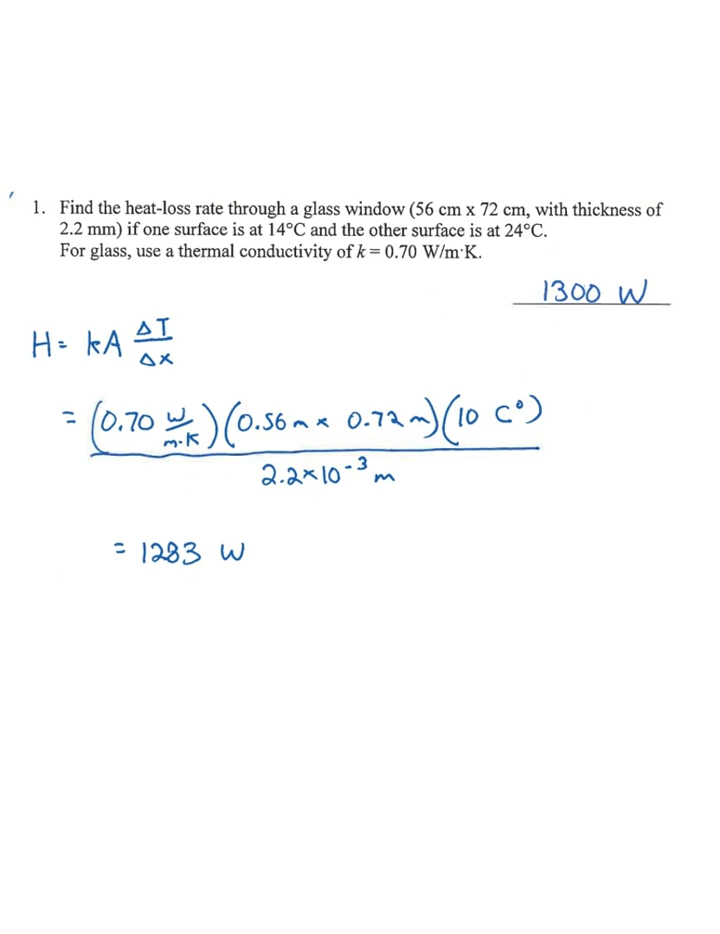 1. Find the heat-loss rate through a glass window (56 cm x 72 cm, with thickness of
2.2 mm) if one surface is at 14°C and the other surface is at 24°C.
For glass, use a thermal conductivity of k = 0.70 W/m·K.
1300 W
H = kA ΔT/Δx
= (0.70 W/m·K)(0.56 m × 0.72 m)(10 C°)
2.2×10⁻³ m
= 1283 W